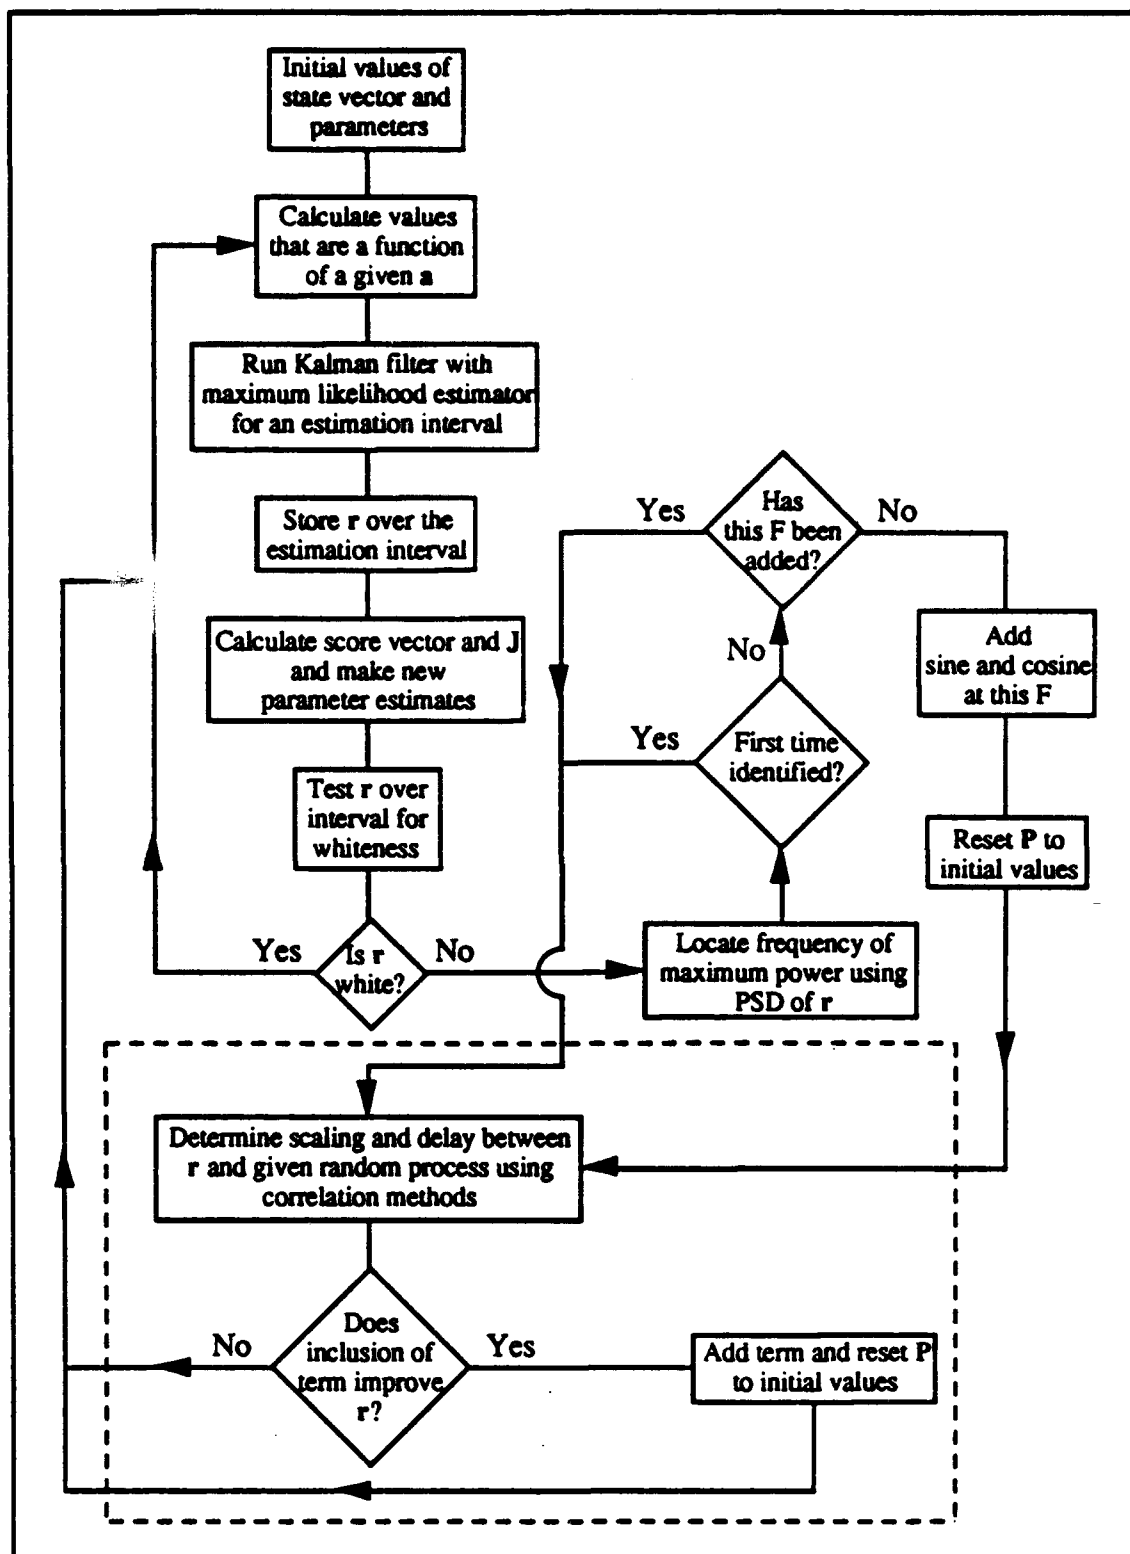 Initial values of
state vector and
parameters
Calculate values
that are a function
of a given a
Run Kalman filter with
maximum likelihood estimator
for an estimation interval
Store r over the
estimation interval
Calculate score vector and J
and make new
parameter estimates
Test r over
interval for
whiteness
Is r
white?
Yes
No
Locate frequency of
maximum power using
PSD of r
First time
identified?
Yes
No
Has
this F been
added?
Yes
No
Add
sine and cosine
at this F
Reset P to
initial values
Determine scaling and delay between
r and given random process using
correlation methods
Does
inclusion of
term improve
r?
No
Yes
Add term and reset P
to initial values